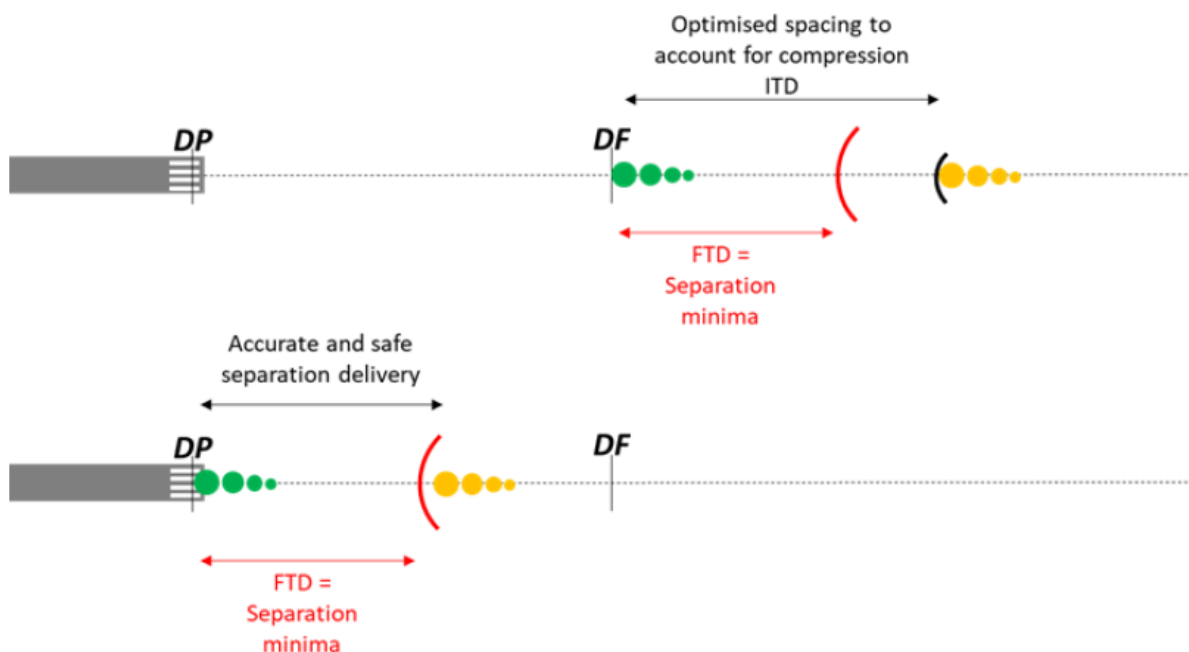 Optimised spacing to
account for compression
ITD
DP
DF
FTD =
Separation
minima
Accurate and safe
separation delivery
DP
DF
FTD =
Separation
minima